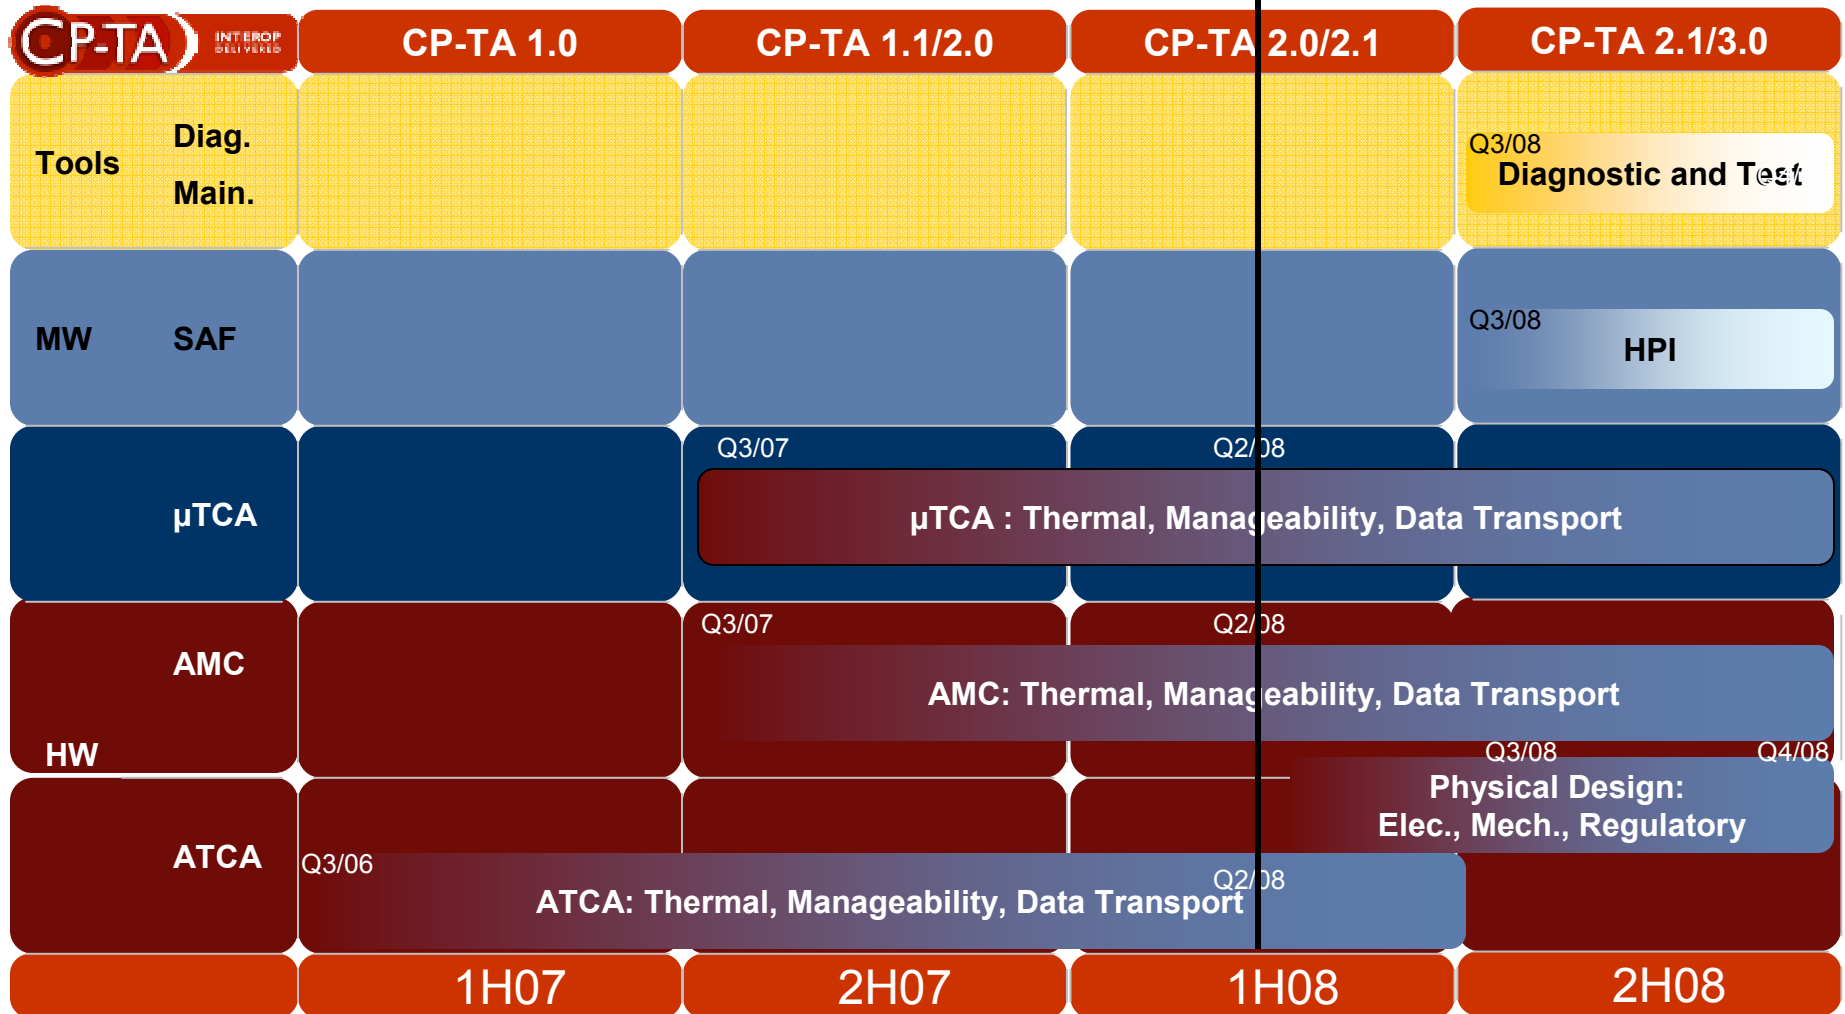 CP-TA INTEROP DELIVERED
CP-TA 1.0
CP-TA 1.1/2.0
CP-TA 2.0/2.1
CP-TA 2.1/3.0
Tools
Diag.
Main.
Q3/08
Diagnostic and Test
MW
SAF
Q3/08
HPI
µTCA
Q3/07
Q2/08
µTCA : Thermal, Manageability, Data Transport
HW
AMC
Q3/07
Q2/08
AMC: Thermal, Manageability, Data Transport
Q3/08
Q4/08
Physical Design:
Elec., Mech., Regulatory
ATCA
Q3/06
Q2/08
ATCA: Thermal, Manageability, Data Transport
1H07
2H07
1H08
2H08